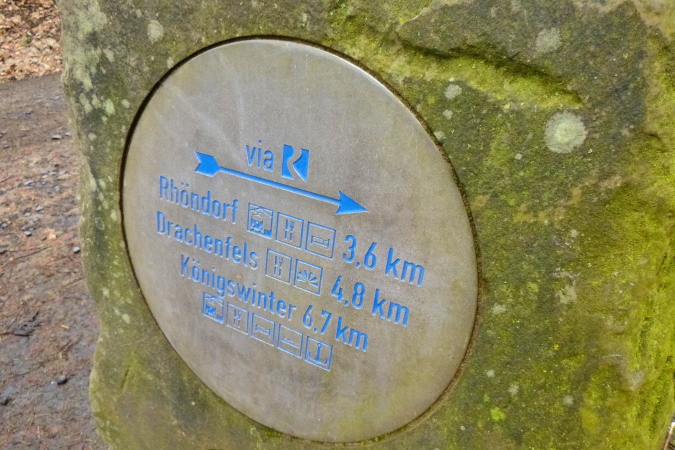 via
Rhöndorf 3,6 km
Drachenfels 4,8 km
Königswinter 6,7 km